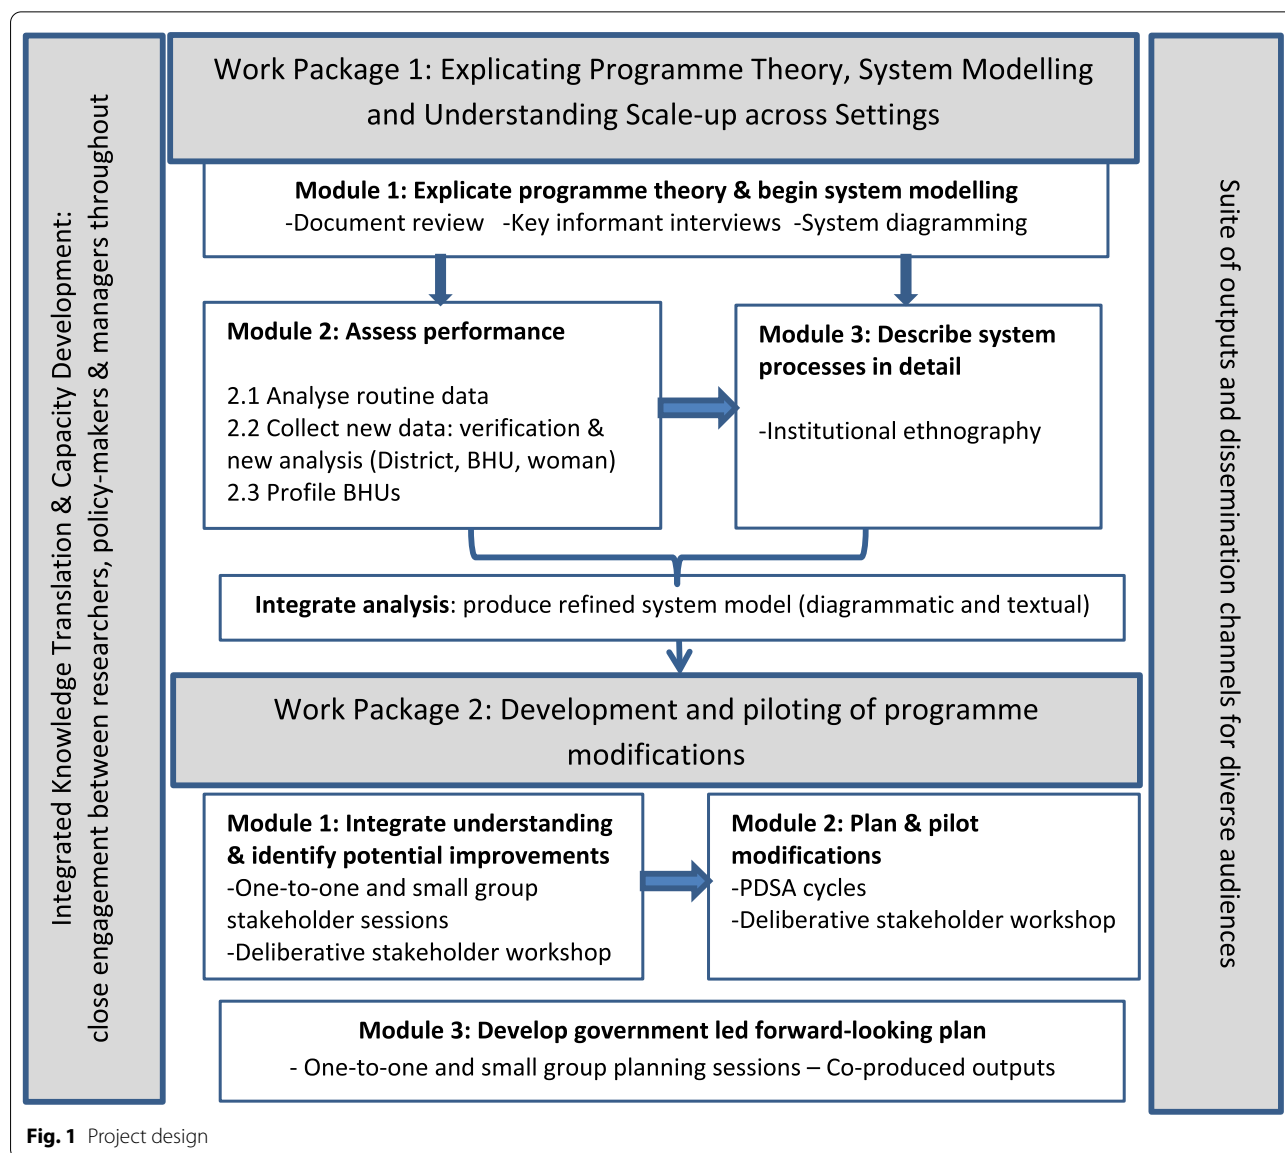 Integrated Knowledge Translation & Capacity Development:
close engagement between researchers, policy-makers & managers throughout
Work Package 1: Explicating Programme Theory, System Modelling
and Understanding Scale-up across Settings
Module 1: Explicate programme theory & begin system modelling
-Document review -Key informant interviews -System diagramming
Module 2: Assess performance
2.1 Analyse routine data
2.2 Collect new data: verification &
new analysis (District, BHU, woman)
2.3 Profile BHUs
Module 3: Describe system
processes in detail
-Institutional ethnography
Integrate analysis: produce refined system model (diagrammatic and textual)
Work Package 2: Development and piloting of programme
modifications
Module 1: Integrate understanding
& identify potential improvements
-One-to-one and small group
stakeholder sessions
-Deliberative stakeholder workshop
Module 2: Plan & pilot
modifications
-PDSA cycles
-Deliberative stakeholder workshop
Module 3: Develop government led forward-looking plan
- One-to-one and small group planning sessions – Co-produced outputs
Suite of outputs and dissemination channels for diverse audiences
Fig. 1 Project design